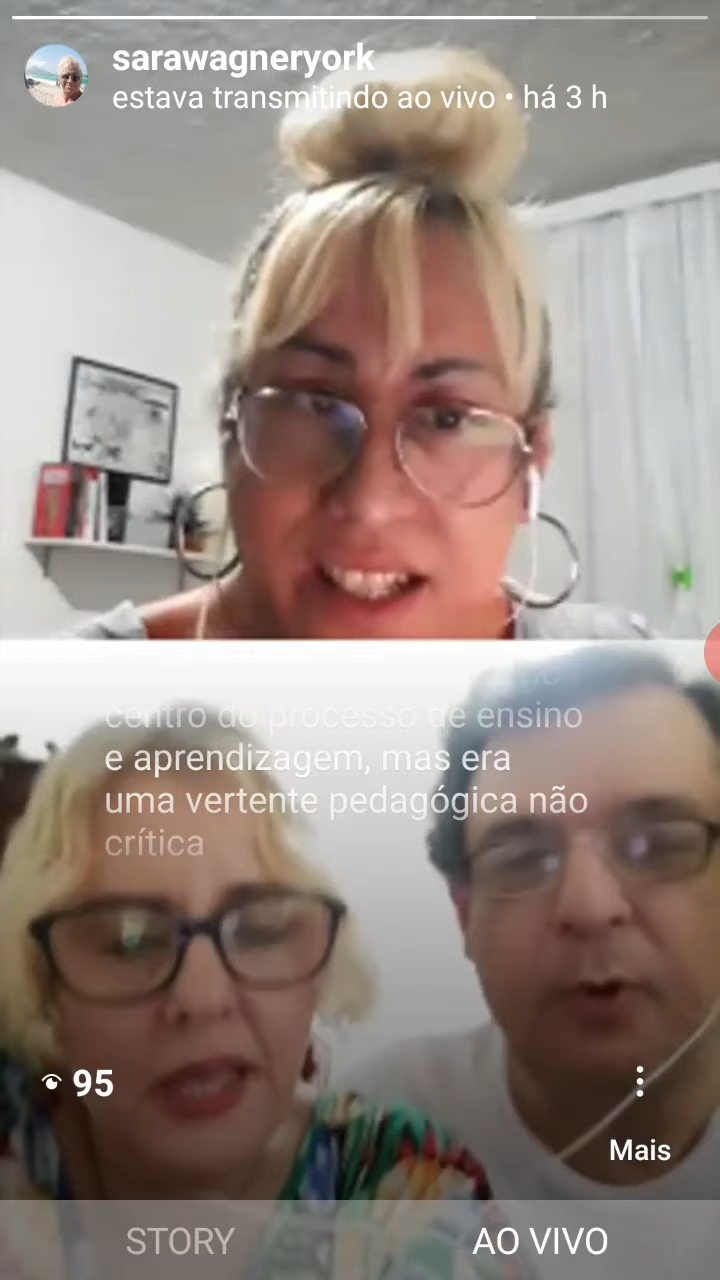 sarawagneryork
estava transmitindo ao vivo • há 3 h
centro do processo de ensino
e aprendizagem, mas era
uma vertente pedagógica não
crítica
95
Mais
STORY
AO VIVO